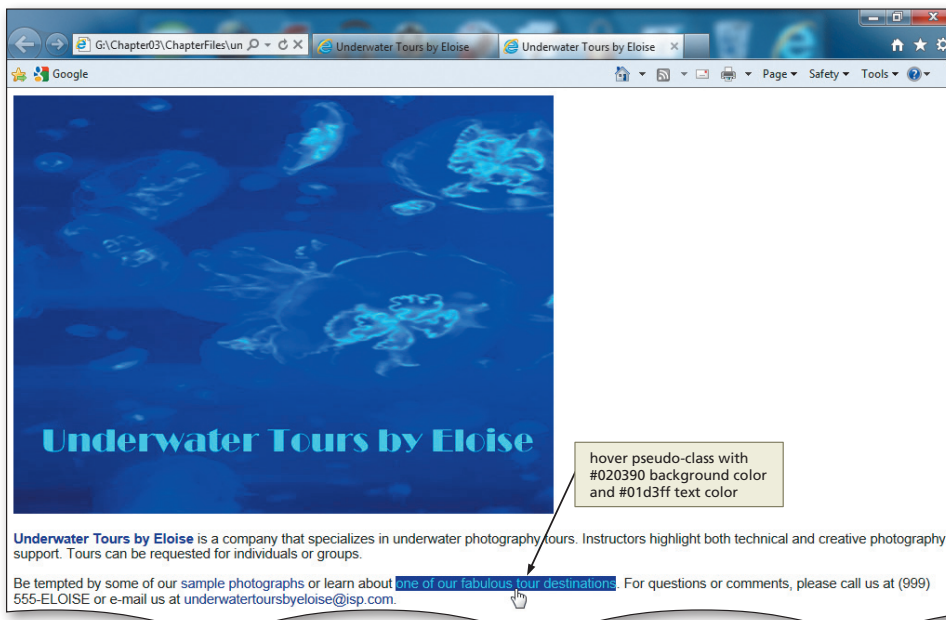 G:\Chapter03\ChapterFiles\un
Underwater Tours by Eloise
Underwater Tours by Eloise
Google
Page
Safety
Tools
Underwater Tours by Eloise
hover pseudo-class with
#020390 background color
and #01d3ff text color
Underwater Tours by Eloise is a company that specializes in underwater photography tours. Instructors highlight both technical and creative photography
support. Tours can be requested for individuals or groups.
Be tempted by some of our sample photographs or learn about one of our fabulous tour destinations. For questions or comments, please call us at (999)
555-ELOISE or e-mail us at underwatertoursbyeloise@isp.com.